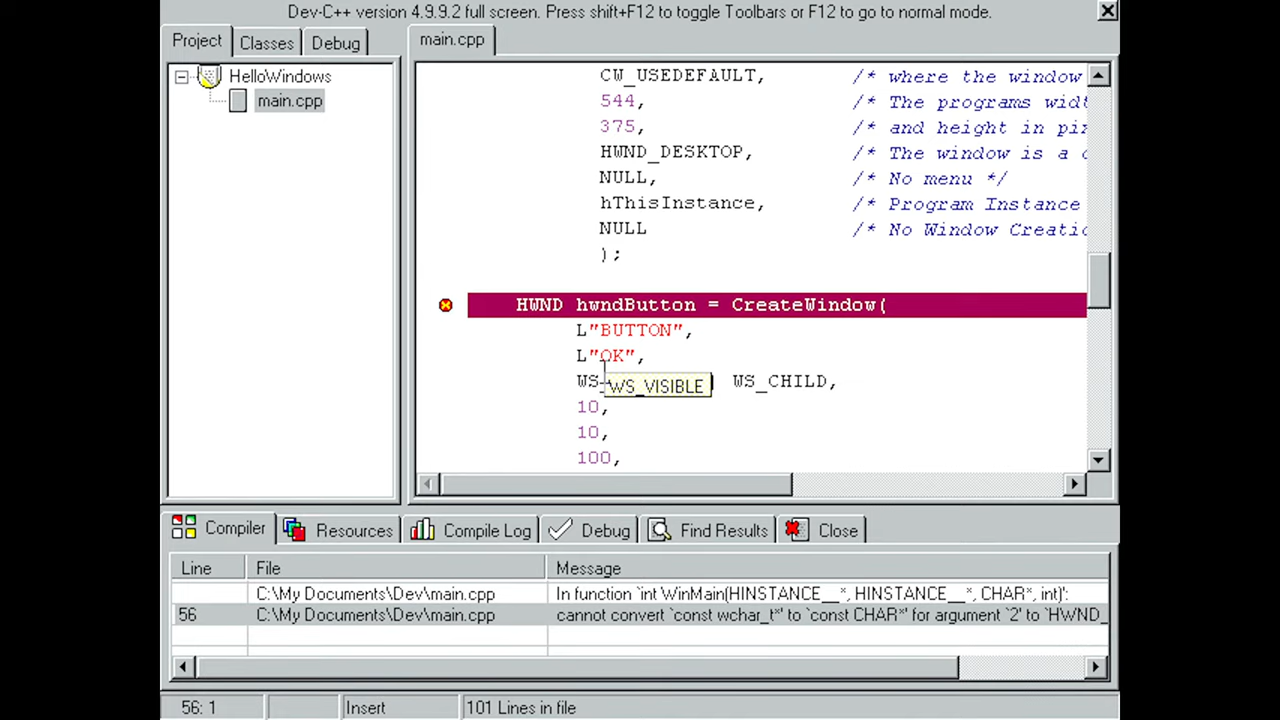 Dev-C++ version 4.9.9.2 full screen. Press shift+F12 to toggle Toolbars or F12 to go to normal mode.
Project Classes Debug
main.cpp
HelloWindows
main.cpp
CW_USEDEFAULT, /* where the window
544, /* The programs widt
375, /* and height in pix
HWND_DESKTOP, /* The window is a c
NULL, /* No menu */
hThisInstance, /* Program Instance
NULL /* No Window Creatio
);
HWND hwndButton = CreateWindow(
L"BUTTON",
L"OK",
WS_ WS_CHILD,
WS_VISIBLE
10,
10,
100,
Compiler Resources Compile Log Debug Find Results Close
Line File Message
C:\My Documents\Dev\main.cpp In function `int WinMain(HINSTANCE__*, HINSTANCE__*, CHAR*, int)':
56 C:\My Documents\Dev\main.cpp cannot convert `const wchar_t*' to `const CHAR*' for argument `2' to `HWND_
56: 1 Insert 101 Lines in file